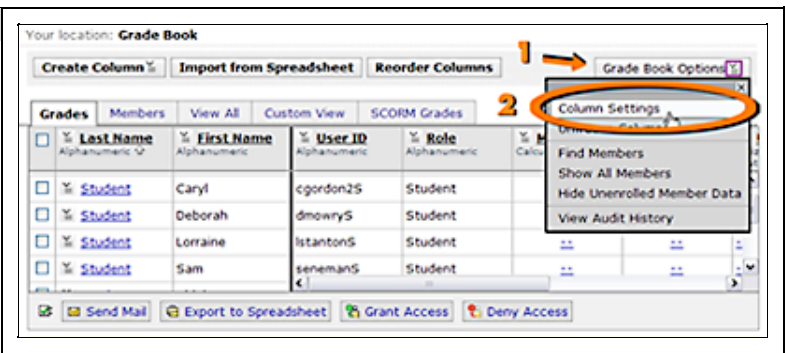 Your location: Grade Book
Create Column Import from Spreadsheet Reorder Columns 1 Grade Book Options
2 Column Settings
Grades Members View All Custom View SCORM Grades
Last Name First Name User ID Role
Alphanumeric Alphanumeric Alphanumeric Alphanumeric
Find Members
Show All Members
Hide Unenrolled Member Data
View Audit History
Student Caryl cgordon2S Student
Deborah dmowryS Student
Student Lorraine lstantonS Student
Student Sam senemanS Student
Send Mail Export to Spreadsheet Grant Access Deny Access